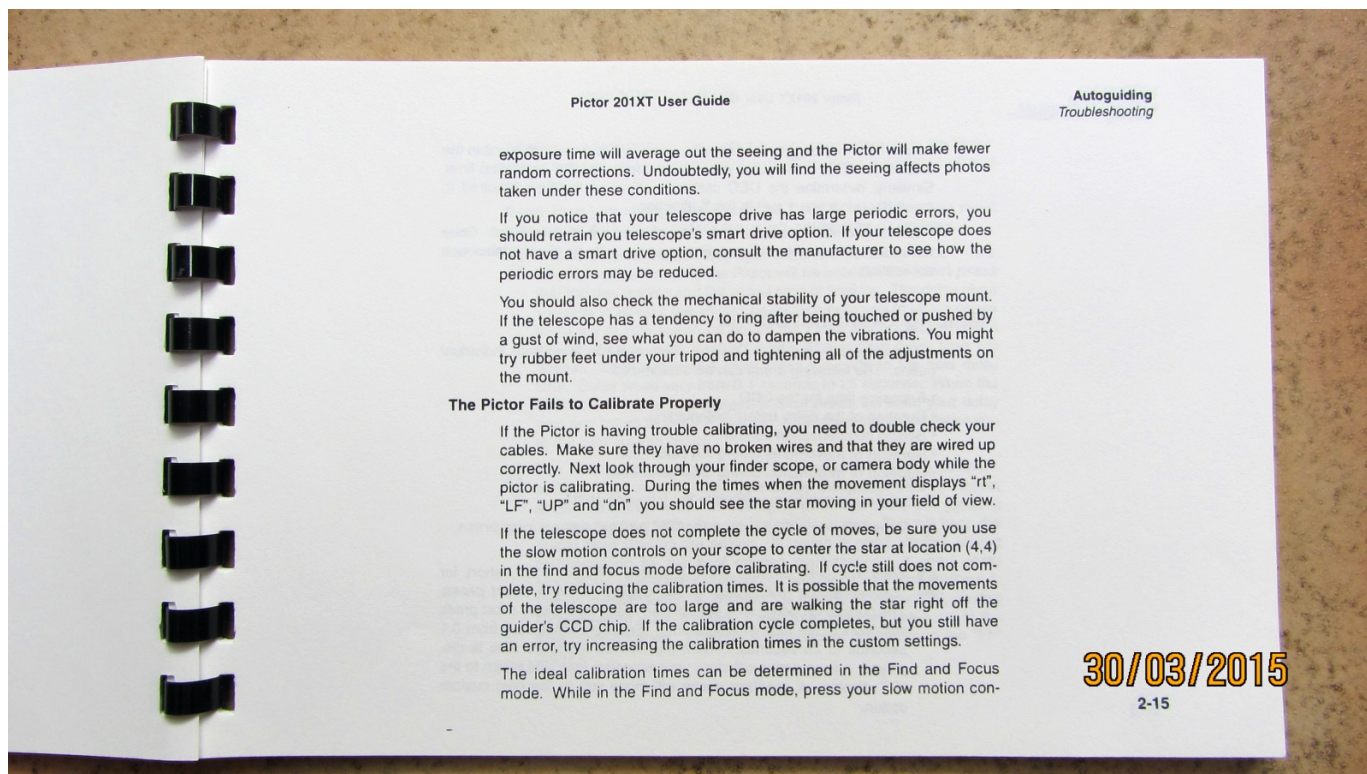 Pictor 201XT User Guide
Autoguiding
Troubleshooting
exposure time will average out the seeing and the Pictor will make fewer
random corrections. Undoubtedly, you will find the seeing affects photos
taken under these conditions.
If you notice that your telescope drive has large periodic errors, you
should retrain you telescope's smart drive option. If your telescope does
not have a smart drive option, consult the manufacturer to see how the
periodic errors may be reduced.
You should also check the mechanical stability of your telescope mount.
If the telescope has a tendency to ring after being touched or pushed by
a gust of wind, see what you can do to dampen the vibrations. You might
try rubber feet under your tripod and tightening all of the adjustments on
the mount.
The Pictor Fails to Calibrate Properly
If the Pictor is having trouble calibrating, you need to double check your
cables. Make sure they have no broken wires and that they are wired up
correctly. Next look through your finder scope, or camera body while the
pictor is calibrating. During the times when the movement displays “rt”,
“LF”, “UP” and “dn” you should see the star moving in your field of view.
If the telescope does not complete the cycle of moves, be sure you use
the slow motion controls on your scope to center the star at location (4,4)
in the find and focus mode before calibrating. If cycle still does not com-
plete, try reducing the calibration times. It is possible that the movements
of the telescope are too large and are walking the star right off the
guider's CCD chip. If the calibration cycle completes, but you still have
an error, try increasing the calibration times in the custom settings.
The ideal calibration times can be determined in the Find and Focus
mode. While in the Find and Focus mode, press your slow motion con-
30/03/2015
2-15